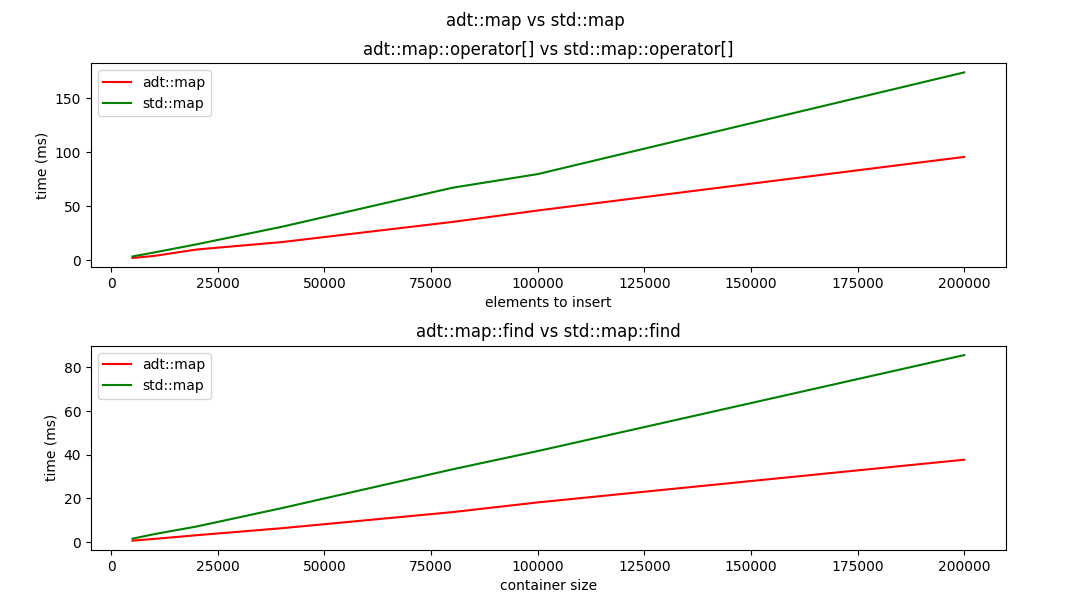 adt::map vs std::map
adt::map::operator[] vs std::map::operator[]
adt::map
std::map
150
100
50
0
time (ms)
0 25000 50000 75000 100000 125000 150000 175000 200000
elements to insert
adt::map::find vs std::map::find
adt::map
std::map
80
60
40
20
0
time (ms)
0 25000 50000 75000 100000 125000 150000 175000 200000
container size